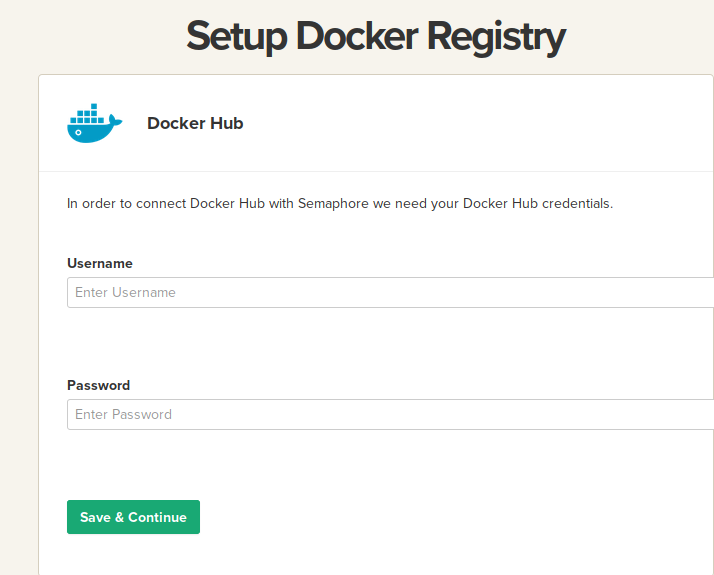 Setup Docker Registry
Docker Hub
In order to connect Docker Hub with Semaphore we need your Docker Hub credentials.
Username
Enter Username
Password
Enter Password
Save & Continue